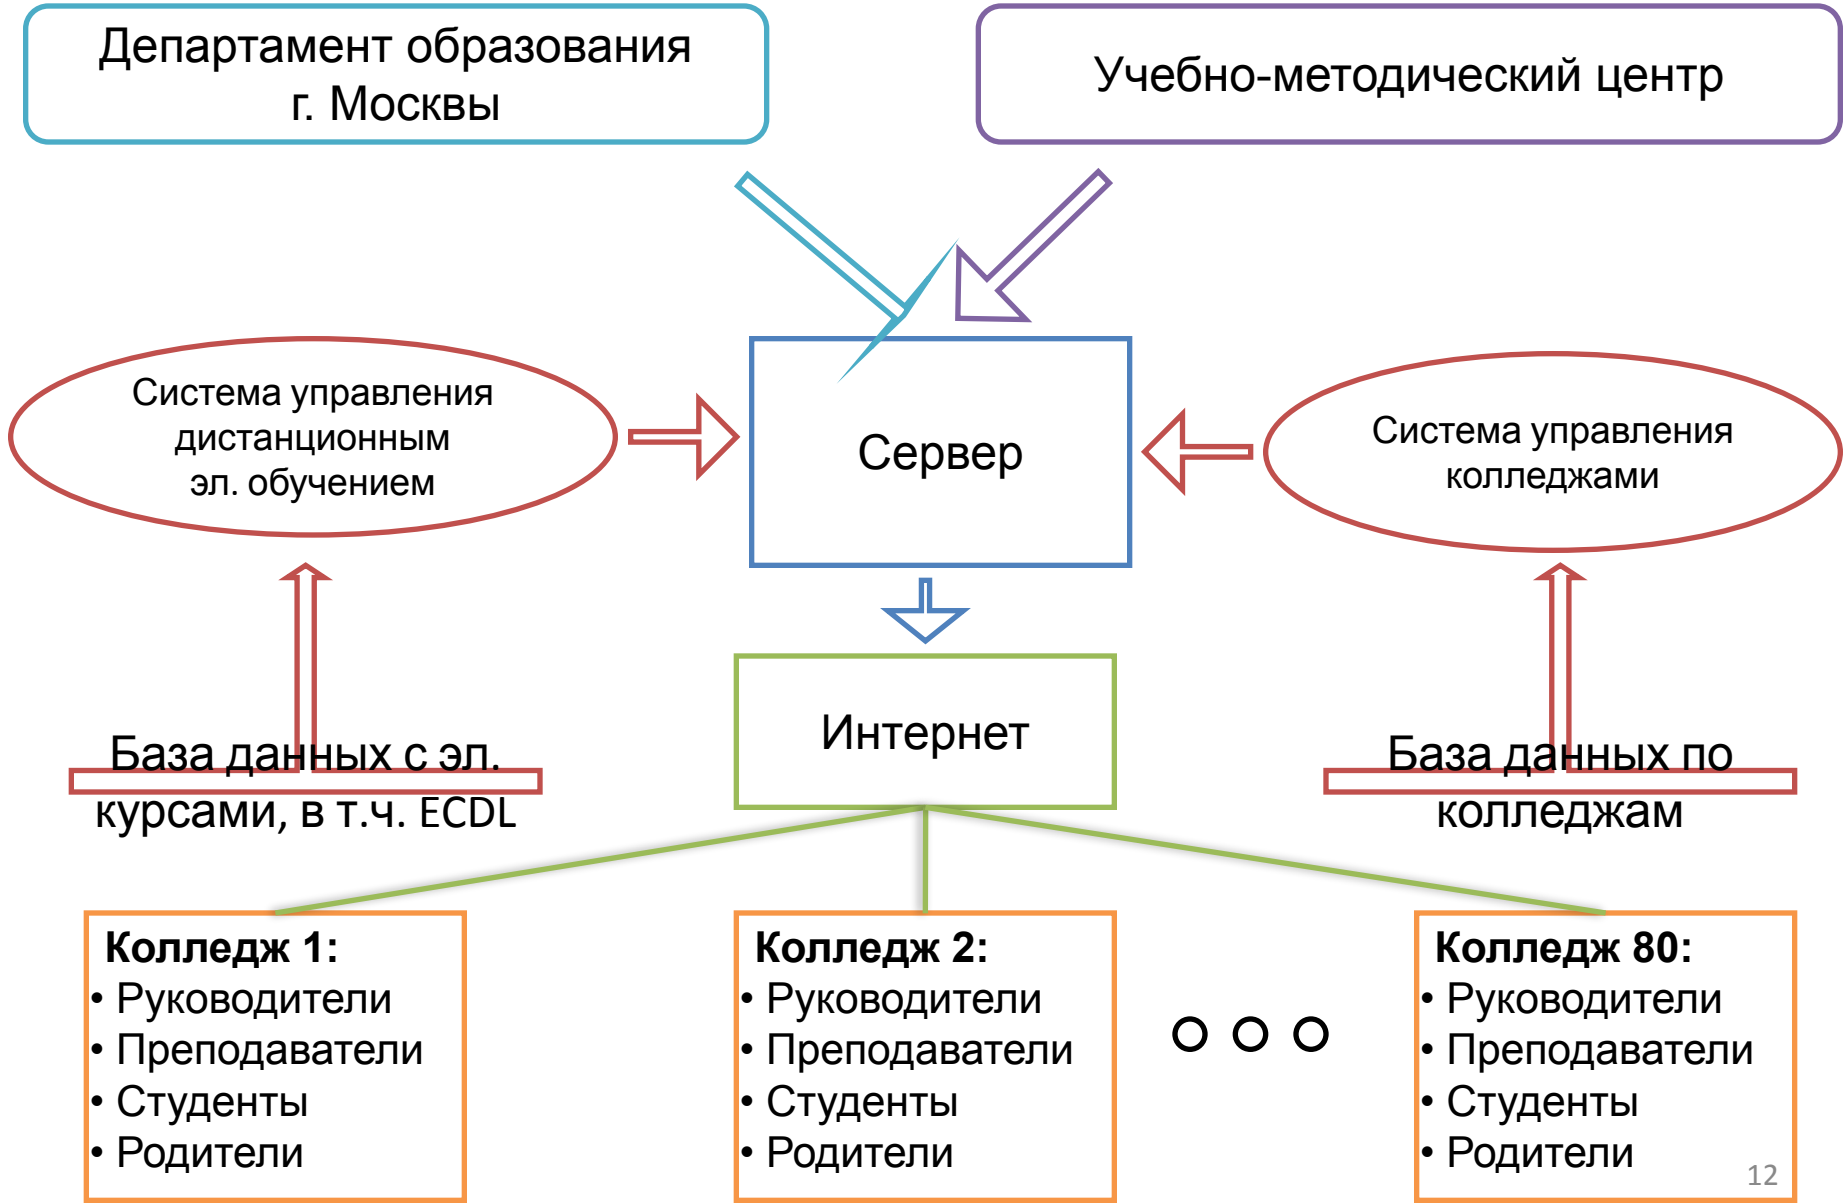 Департамент образования
г. Москвы
Учебно-методический центр
Система управления
дистанционным
эл. обучением
Сервер
Система управления
колледжами
База данных с эл.
курсами, в т.ч. ECDL
Интернет
База данных по
колледжам
Колледж 1:
• Руководители
• Преподаватели
• Студенты
• Родители
Колледж 2:
• Руководители
• Преподаватели
• Студенты
• Родители
Колледж 80:
• Руководители
• Преподаватели
• Студенты
• Родители
12